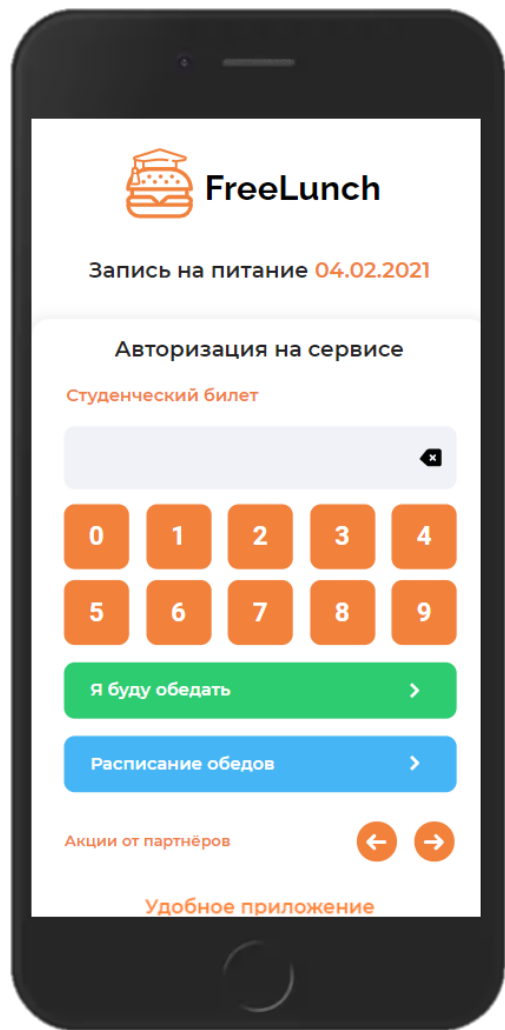 FreeLunch
Запись на питание 04.02.2021
Авторизация на сервисе
Студенческий билет
0 1 2 3 4
5 6 7 8 9
Я буду обедать
Расписание обедов
Акции от партнёров
Удобное приложение